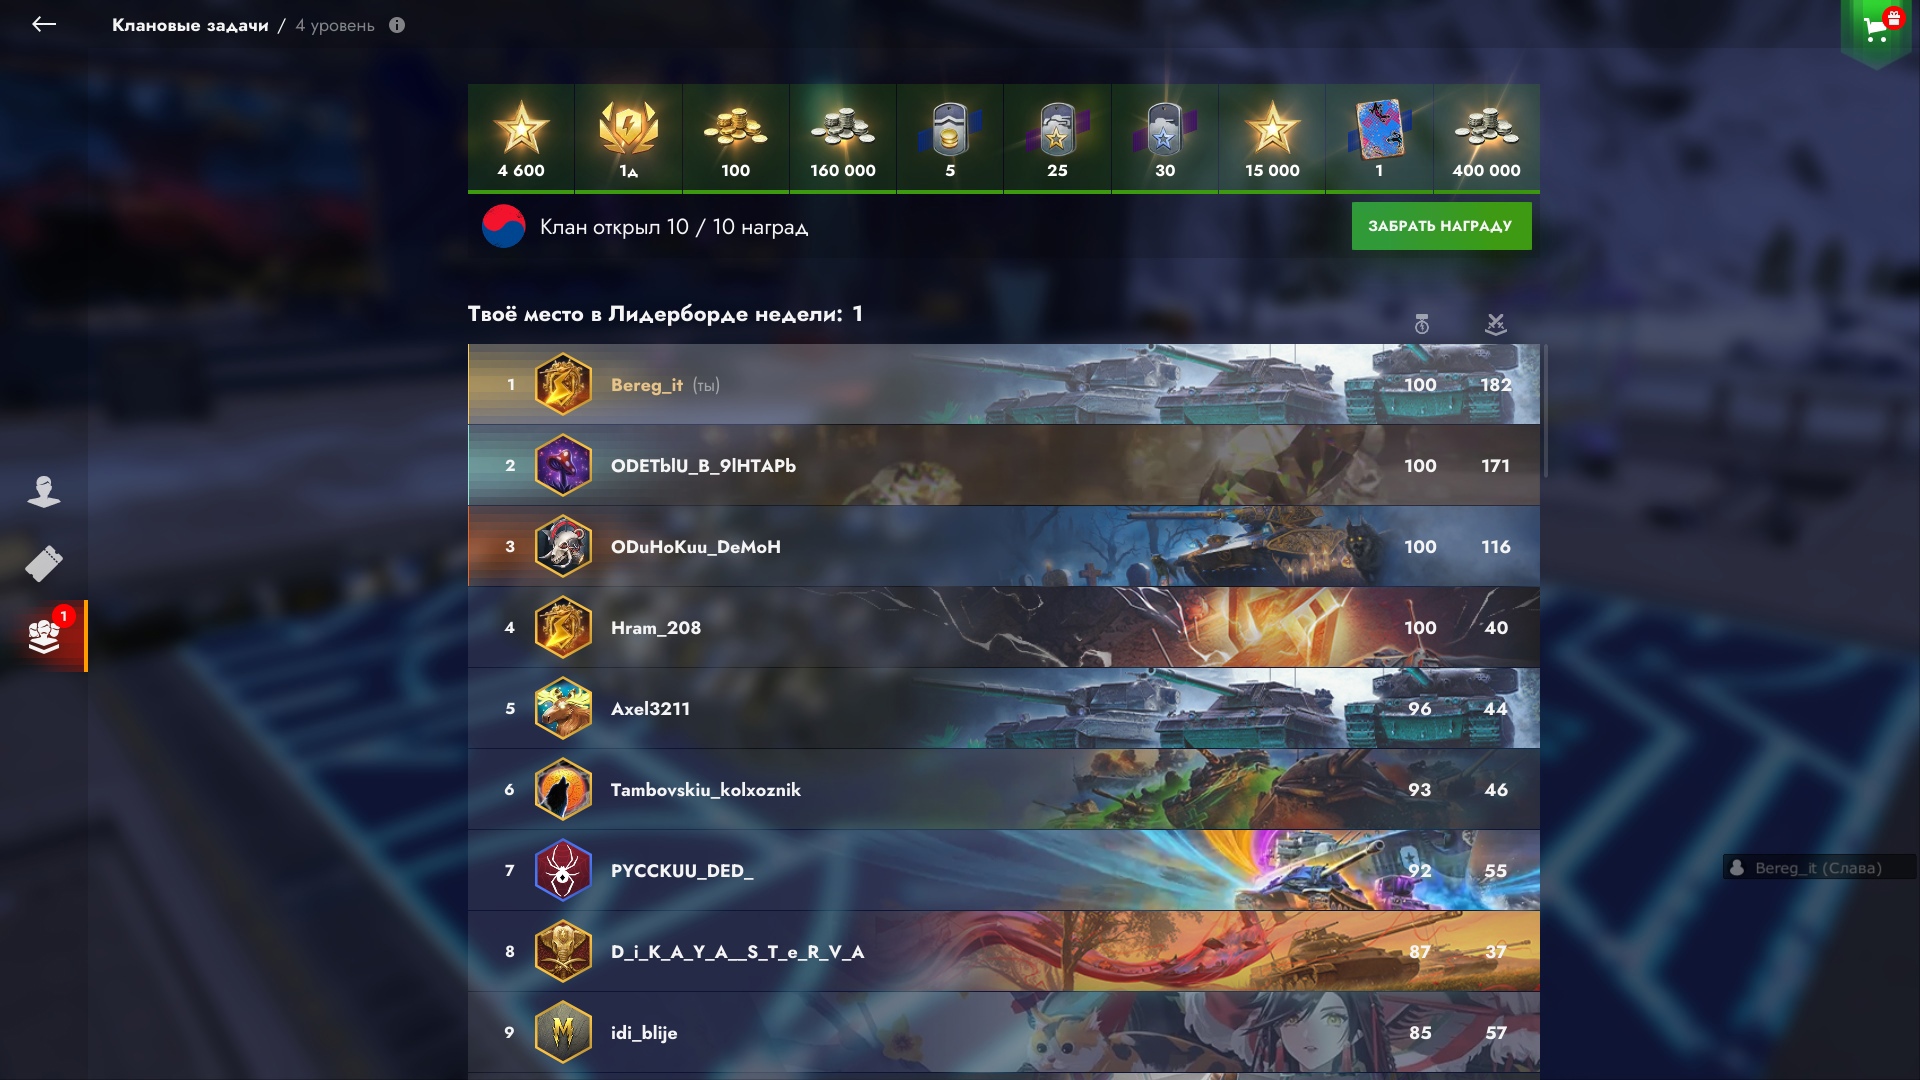 Клановые задачи / 4 уровень
4 600 1д 100 160 000 5 25 30 15 000 1 400 000
Клан открыл 10 / 10 наград
ЗАБРАТЬ НАГРАДУ
Твоё место в Лидерборде недели: 1
1 Bereg_it (ты) 100 182
2 ODETblU_B_9lHTAPb 100 171
3 ODuHoKuu_DeMoH 100 116
4 Hram_208 100 40
5 Axel3211 96 44
6 Tambovskiu_kolxoznik 93 46
7 PYCCKUU_DED_ 92 55
8 D_i_K_A_Y_A__S_T_e_R_V_A 87 37
9 idi_blije 85 57
1
Bereg_it (Слава)